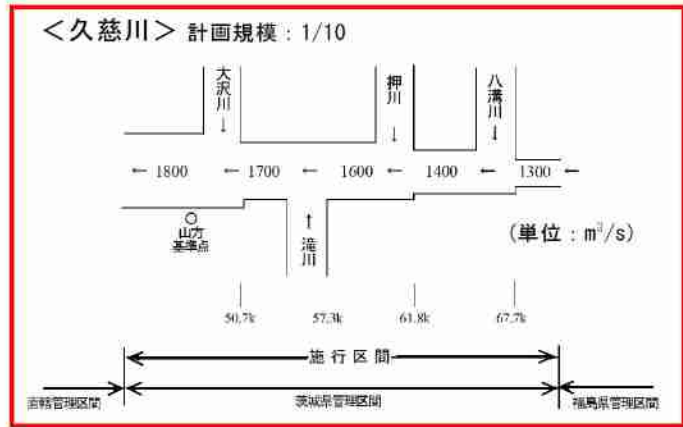 ＜久慈川＞ 計画規模：1/10
大沢川
↓
押川
↓
八溝川
↓
← 1800 ← 1700 ← 1600 ← 1400 ← 1300 ←
○
山方
基準点
↑
滝川
(単位：m³/s)
50.7k 57.3k 61.8k 67.7k
施行区間
直轄管理区間 茨城県管理区間 福島県管理区間